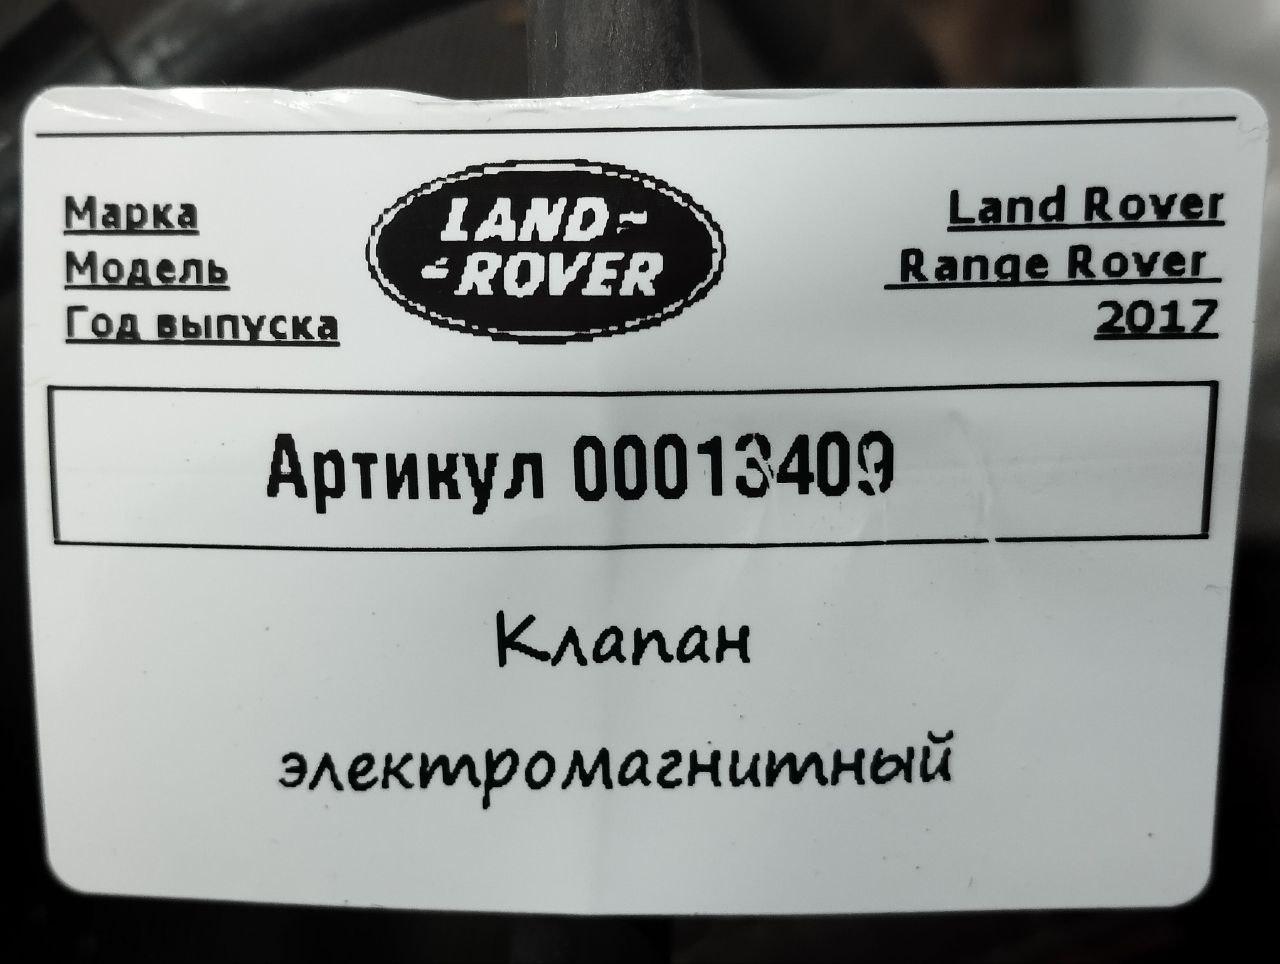 Марка
Модель
Год выпуска
LAND
ROVER
Land Rover
Range Rover
2017
Артикул 00013409
Клапан
электромагнитный